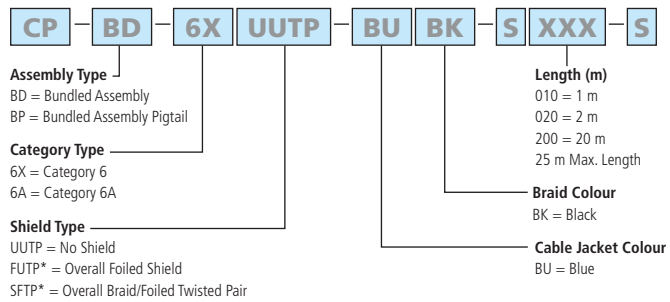 CP – BD – 6X UUTP – BU BK – S XXX – S
Assembly Type
BD = Bundled Assembly
BP = Bundled Assembly Pigtail
Category Type
6X = Category 6
6A = Category 6A
Shield Type
UUTP = No Shield
FUTP* = Overall Foiled Shield
SFTP* = Overall Braid/Foiled Twisted Pair
Length (m)
010 = 1 m
020 = 2 m
200 = 20 m
25 m Max. Length
Braid Colour
BK = Black
Cable Jacket Colour
BU = Blue